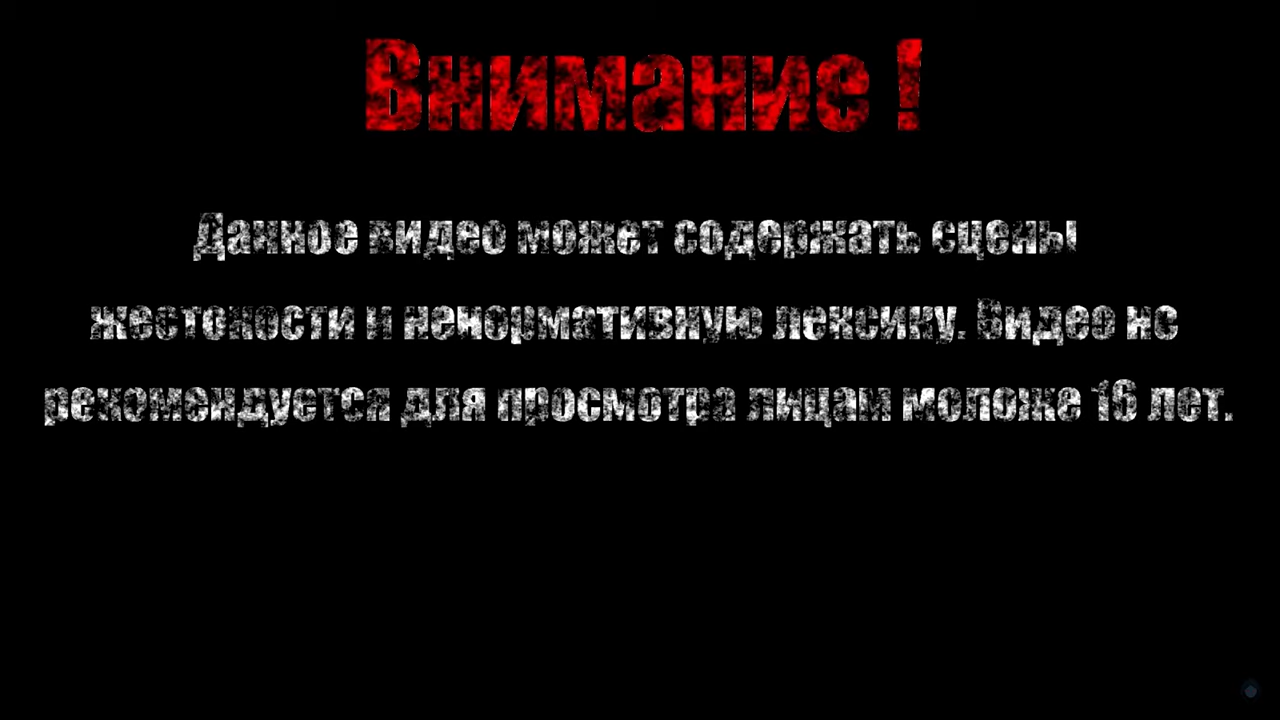 Внимание !
Данное видео может содержать сцены
жестокости и ненормативную лексику. Видео не
рекомендуется для просмотра лицам моложе 16 лет.